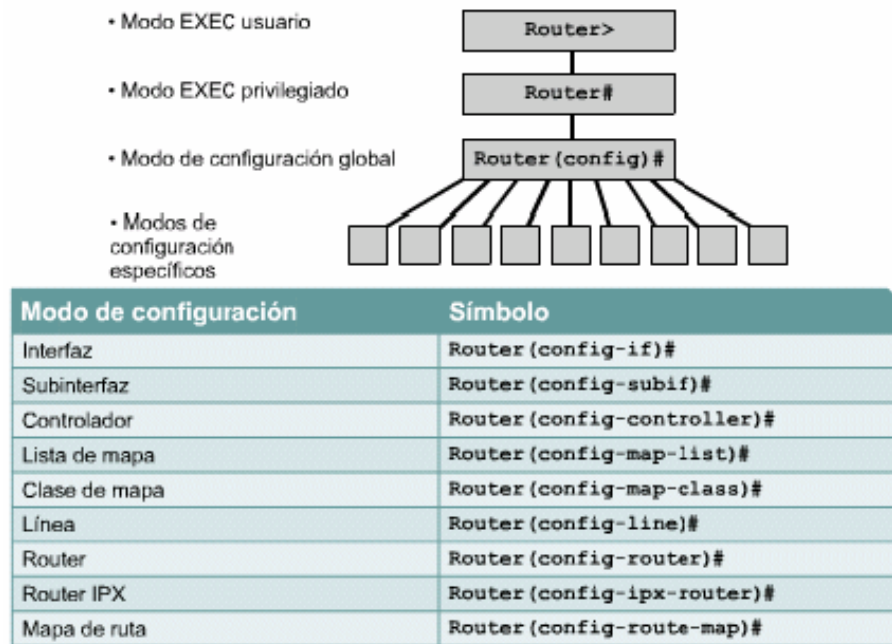 • Modo EXEC usuario
Router>
• Modo EXEC privilegiado
Router#
• Modo de configuración global
Router(config)#
• Modos de
configuración
específicos
Modo de configuración Símbolo
Interfaz Router(config-if)#
Subinterfaz Router(config-subif)#
Controlador Router(config-controller)#
Lista de mapa Router(config-map-list)#
Clase de mapa Router(config-map-class)#
Línea Router(config-line)#
Router Router(config-router)#
Router IPX Router(config-ipx-router)#
Mapa de ruta Router(config-route-map)#